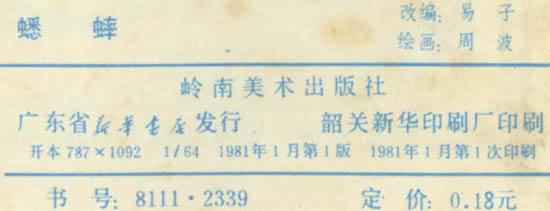 蟋蟀
改编：易子
绘画：周波
岭南美术出版社
广东省新华书店发行 韶关新华印刷厂印刷
开本787×1092 1/64 1981年1月第1版 1981年1月第1次印刷
书号：8111·2339 定价：0.18元